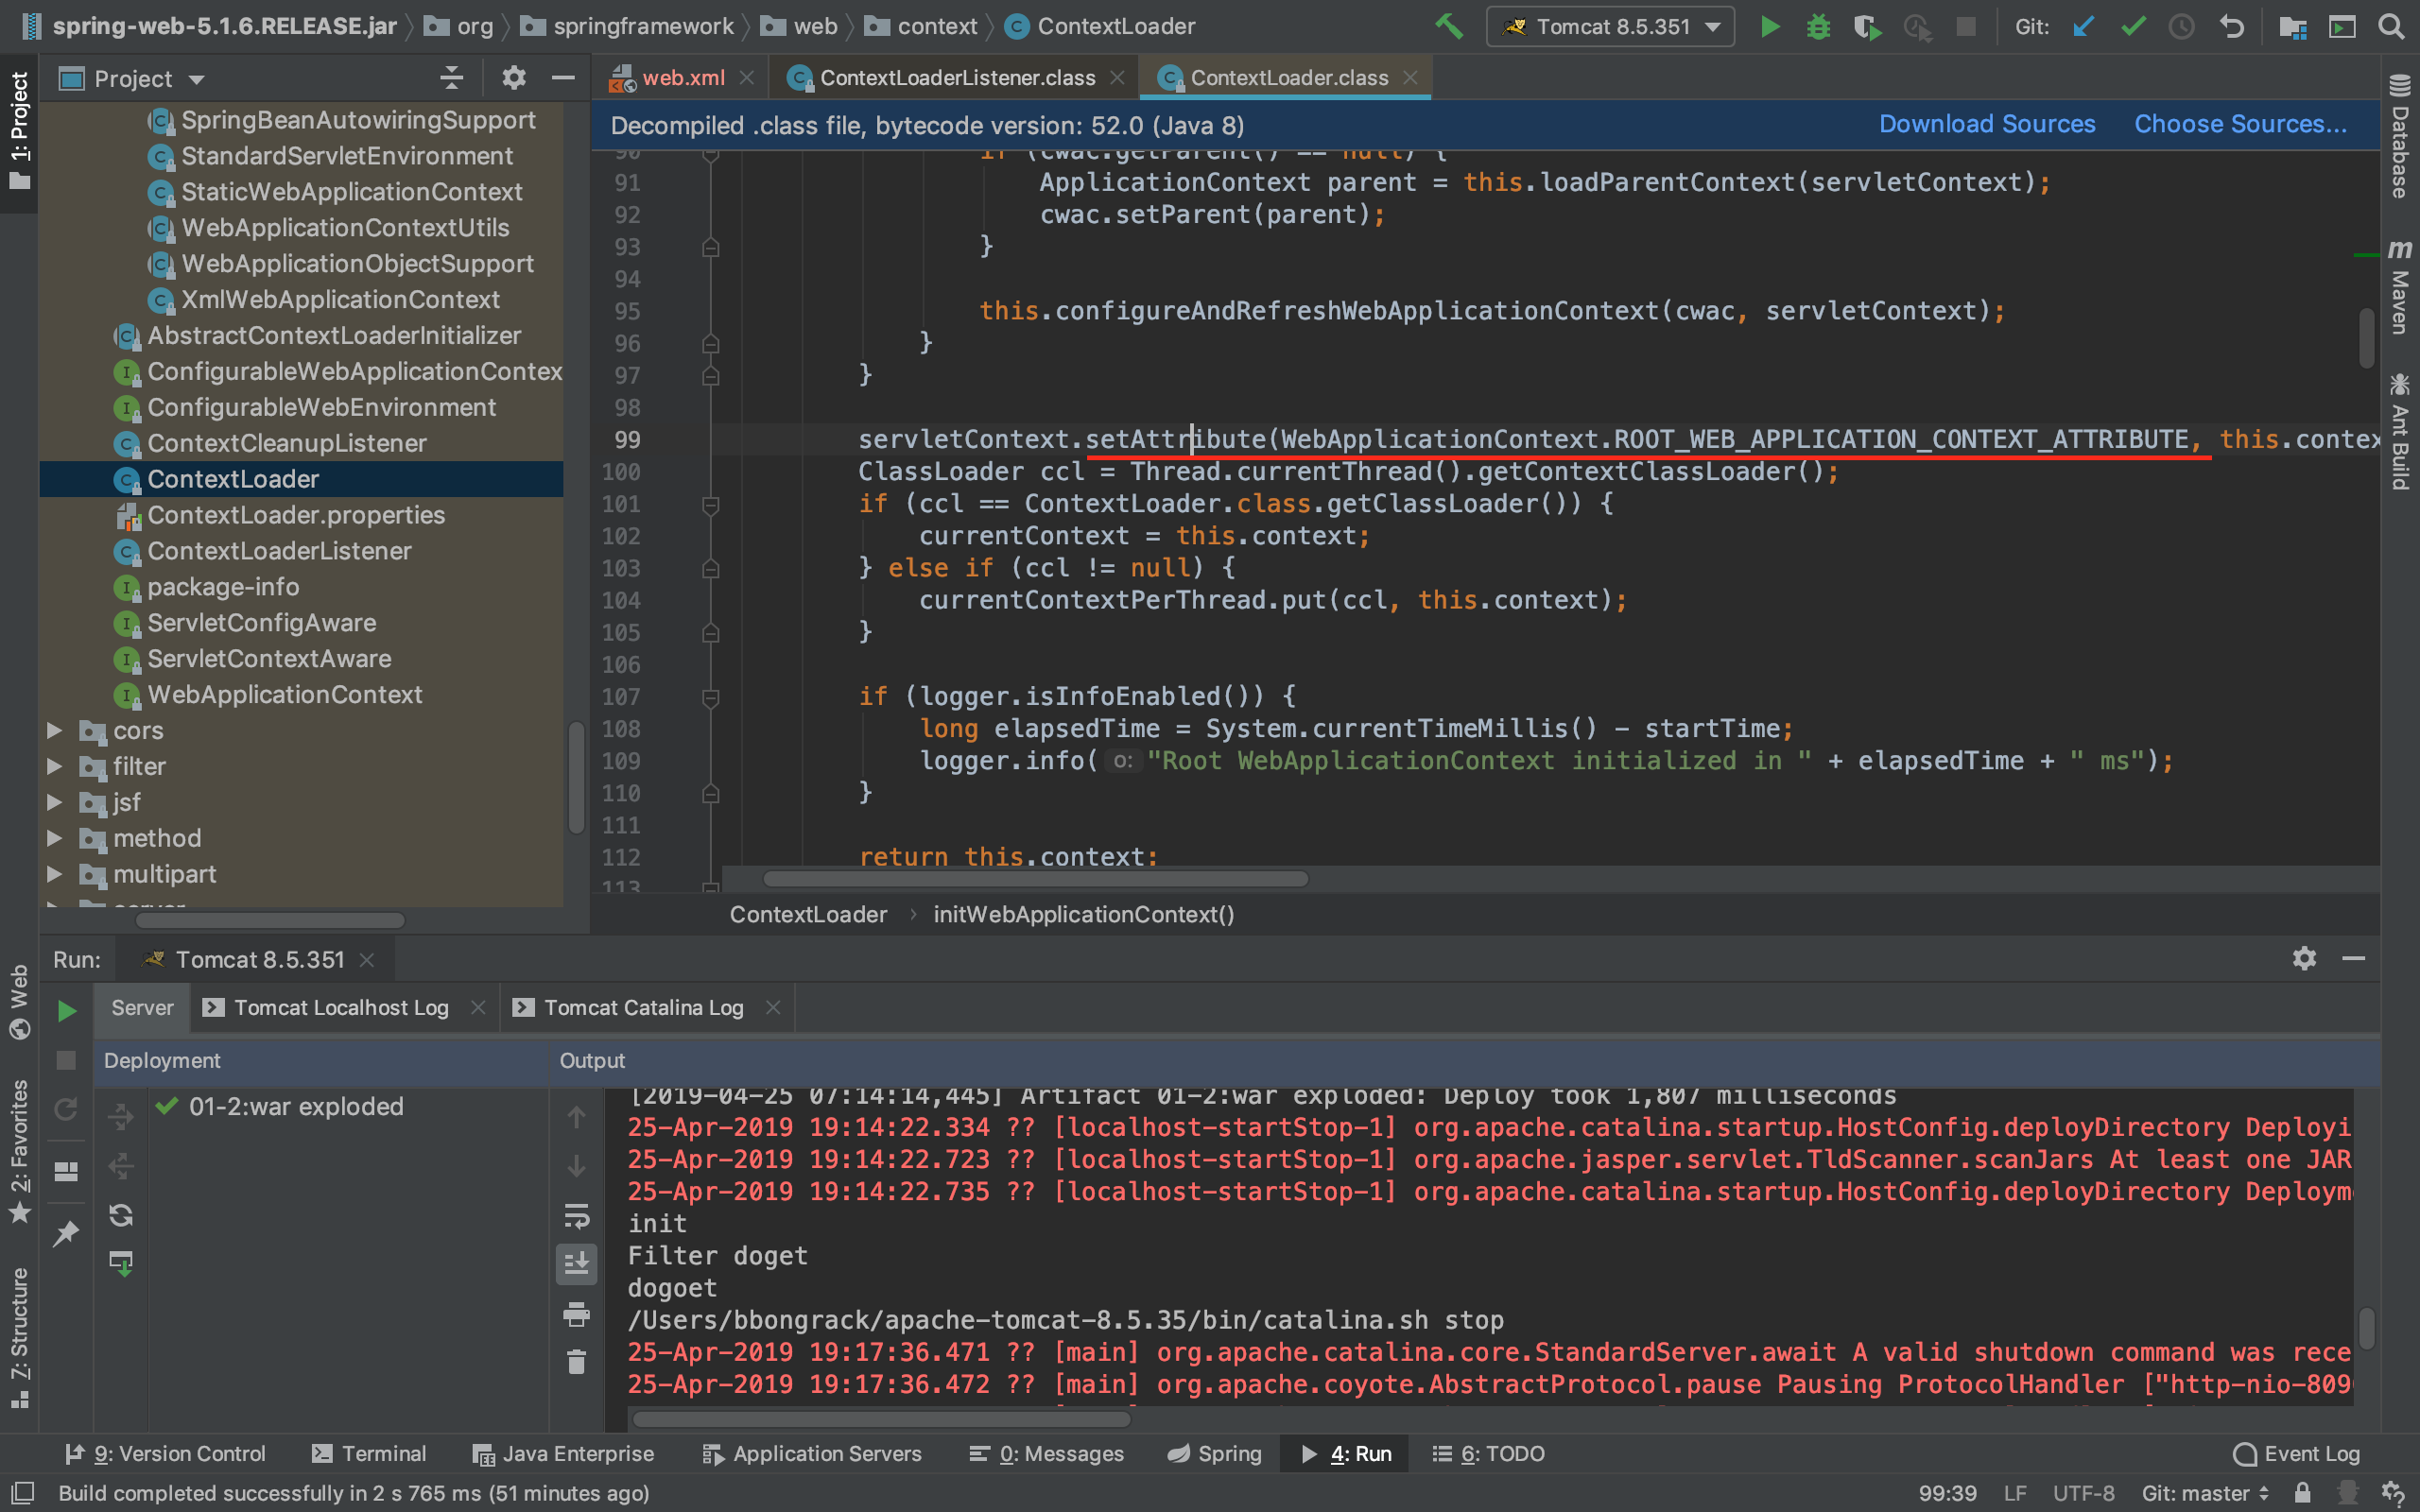 spring-web-5.1.6.RELEASE.jar org springframework web context ContextLoader
Tomcat 8.5.351 Git:
1: Project
Project
web.xml ContextLoaderListener.class ContextLoader.class
Decompiled .class file, bytecode version: 52.0 (Java 8) Download Sources Choose Sources...
SpringBeanAutowiringSupport
StandardServletEnvironment
StaticWebApplicationContext
WebApplicationContextUtils
WebApplicationObjectSupport
XmlWebApplicationContext
AbstractContextLoaderInitializer
ConfigurableWebApplicationContex
ConfigurableWebEnvironment
ContextCleanupListener
ContextLoader
ContextLoader.properties
ContextLoaderListener
package-info
ServletConfigAware
ServletContextAware
WebApplicationContext
cors
filter
jsf
method
multipart
server
90 if (cwac.getParent() == null) {
91 ApplicationContext parent = this.loadParentContext(servletContext);
92 cwac.setParent(parent);
93 }
94
95 this.configureAndRefreshWebApplicationContext(cwac, servletContext);
96 }
97 }
98
99 servletContext.setAttribute(WebApplicationContext.ROOT_WEB_APPLICATION_CONTEXT_ATTRIBUTE, this.contex
100 ClassLoader ccl = Thread.currentThread().getContextClassLoader();
101 if (ccl == ContextLoader.class.getClassLoader()) {
102 currentContext = this.context;
103 } else if (ccl != null) {
104 currentContextPerThread.put(ccl, this.context);
105 }
106
107 if (logger.isInfoEnabled()) {
108 long elapsedTime = System.currentTimeMillis() - startTime;
109 logger.info( o: "Root WebApplicationContext initialized in " + elapsedTime + " ms");
110 }
111
112 return this.context;
113
ContextLoader initWebApplicationContext()
Database
m Maven
Ant Build
Web
2: Favorites
7: Structure
Run: Tomcat 8.5.351
Server Tomcat Localhost Log Tomcat Catalina Log
Deployment Output
01-2:war exploded
[2019-04-25 07:14:14,445] Artifact 01-2:war exploded: Deploy took 1,807 milliseconds
25-Apr-2019 19:14:22.334 ?? [localhost-startStop-1] org.apache.catalina.startup.HostConfig.deployDirectory Deployi
25-Apr-2019 19:14:22.723 ?? [localhost-startStop-1] org.apache.jasper.servlet.TldScanner.scanJars At least one JAR
25-Apr-2019 19:14:22.735 ?? [localhost-startStop-1] org.apache.catalina.startup.HostConfig.deployDirectory Deploym
init
Filter doget
dogoet
/Users/bbongrack/apache-tomcat-8.5.35/bin/catalina.sh stop
25-Apr-2019 19:17:36.471 ?? [main] org.apache.catalina.core.StandardServer.await A valid shutdown command was rece
25-Apr-2019 19:17:36.472 ?? [main] org.apache.coyote.AbstractProtocol.pause Pausing ProtocolHandler ["http-nio-809
9: Version Control Terminal Java Enterprise Application Servers 0: Messages Spring 4: Run 6: TODO Event Log
Build completed successfully in 2 s 765 ms (51 minutes ago) 99:39 LF UTF-8 Git: master